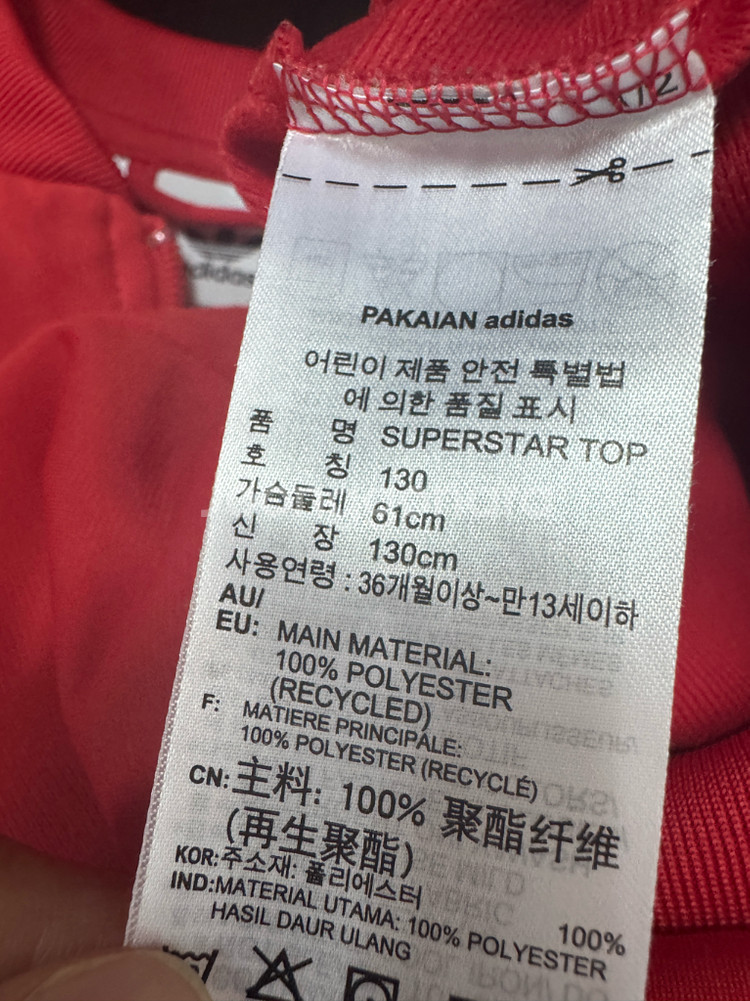 /2
adidas
PAKAIAN adidas
어린이 제품 안전 특별법
에 의한 품질 표시
품 명 SUPERSTAR TOP
호 칭 130
가슴둘레 61cm
신 장 130cm
사용연령 : 36개월이상~만13세이하
AU/
EU: MAIN MATERIAL:
100% POLYESTER
(RECYCLED)
F: MATIERE PRINCIPALE:
100% POLYESTER (RECYCLÉ)
CN: 主料: 100% 聚酯纤维
(再生聚酯)
KOR:주소재: 폴리에스터 100%
IND:MATERIAL UTAMA: 100% POLYESTER
HASIL DAUR ULANG